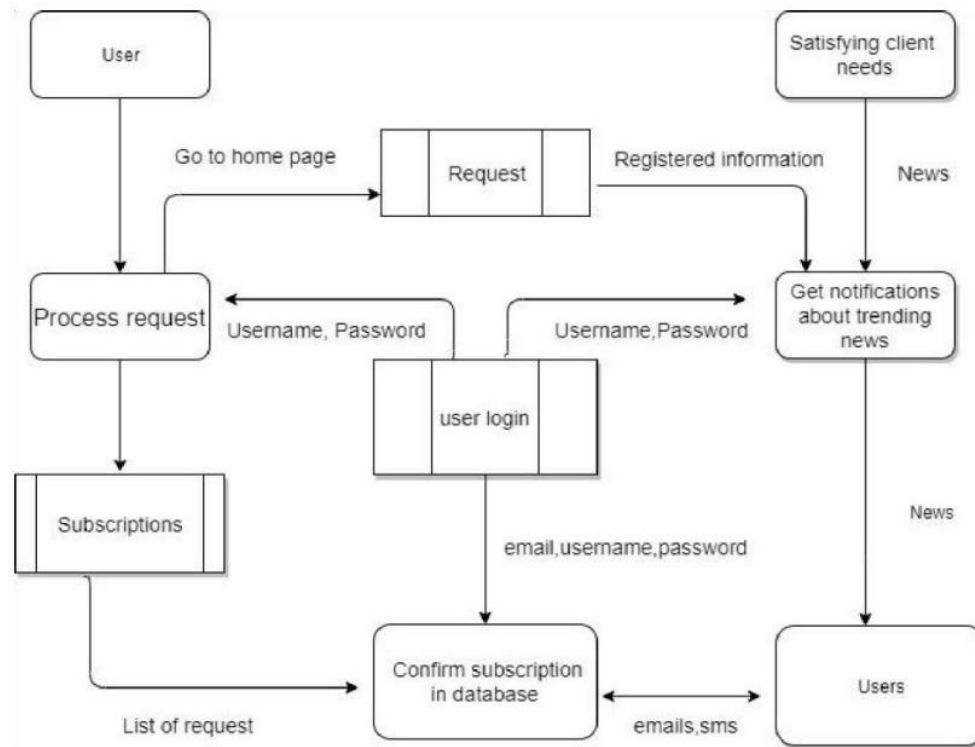 User
Satisfying client
needs
Go to home page
Request
Registered information
News
Process request
Get notifications
about trending
news
Username, Password
Username,Password
user login
Subscriptions
News
email,username,password
Confirm subscription
in database
Users
List of request
emails,sms